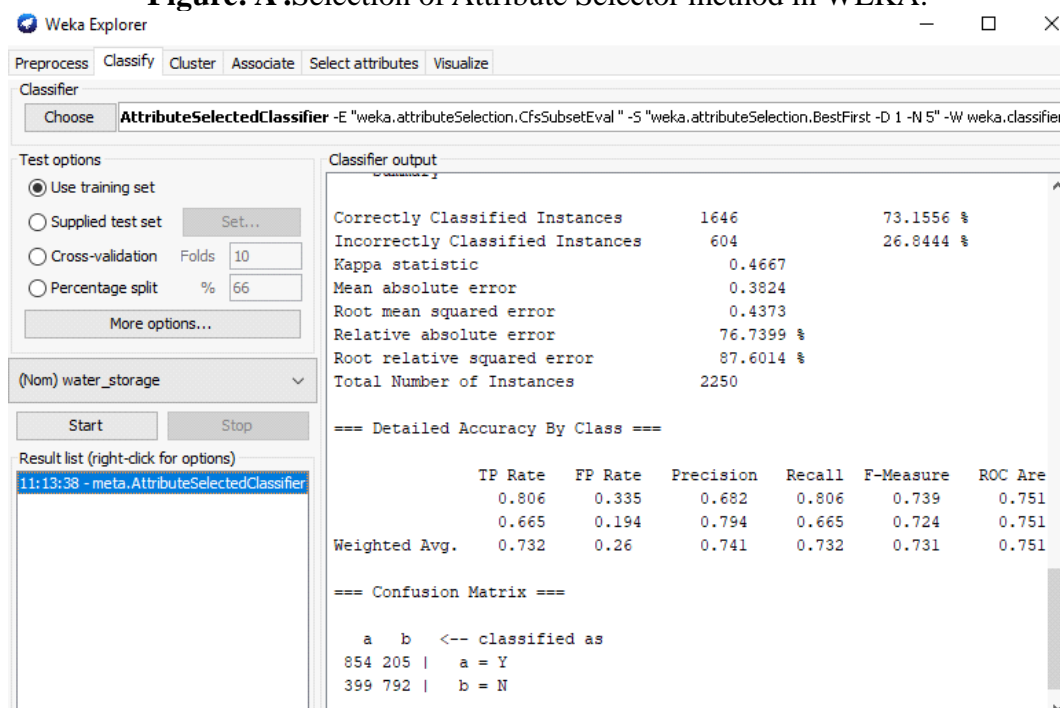 Figure: A :Selection of Attribute Selector method in WEKA.
Weka Explorer
Preprocess Classify Cluster Associate Select attributes Visualize
Classifier
Choose AttributeSelectedClassifier -E "weka.attributeSelection.CfsSubsetEval " -S "weka.attributeSelection.BestFirst -D 1 -N 5" -W weka.classifier
Test options
Use training set
Supplied test set Set...
Cross-validation Folds 10
Percentage split % 66
More options...
(Nom) water_storage
Start Stop
Result list (right-click for options)
11:13:38 - meta.AttributeSelectedClassifier
Classifier output
Summary
Correctly Classified Instances 1646 73.1556 %
Incorrectly Classified Instances 604 26.8444 %
Kappa statistic 0.4667
Mean absolute error 0.3824
Root mean squared error 0.4373
Relative absolute error 76.7399 %
Root relative squared error 87.6014 %
Total Number of Instances 2250
=== Detailed Accuracy By Class ===
TP Rate FP Rate Precision Recall F-Measure ROC Are
0.806 0.335 0.682 0.806 0.739 0.751
0.665 0.194 0.794 0.665 0.724 0.751
Weighted Avg. 0.732 0.26 0.741 0.732 0.731 0.751
=== Confusion Matrix ===
a b <-- classified as
854 205 | a = Y
399 792 | b = N